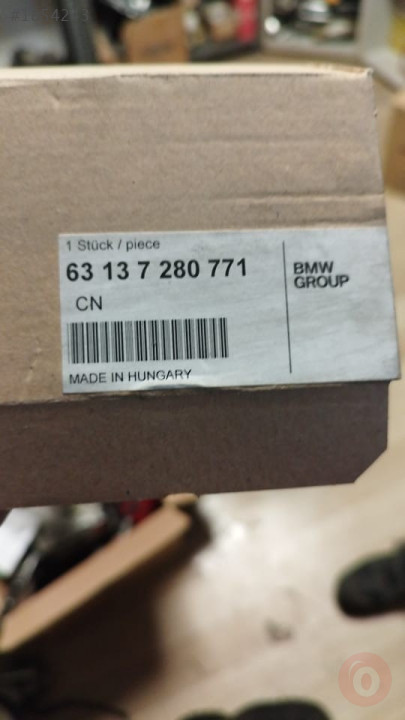 1 Stück / piece
63 13 7 280 771
CN
BMW
GROUP
MADE IN HUNGARY